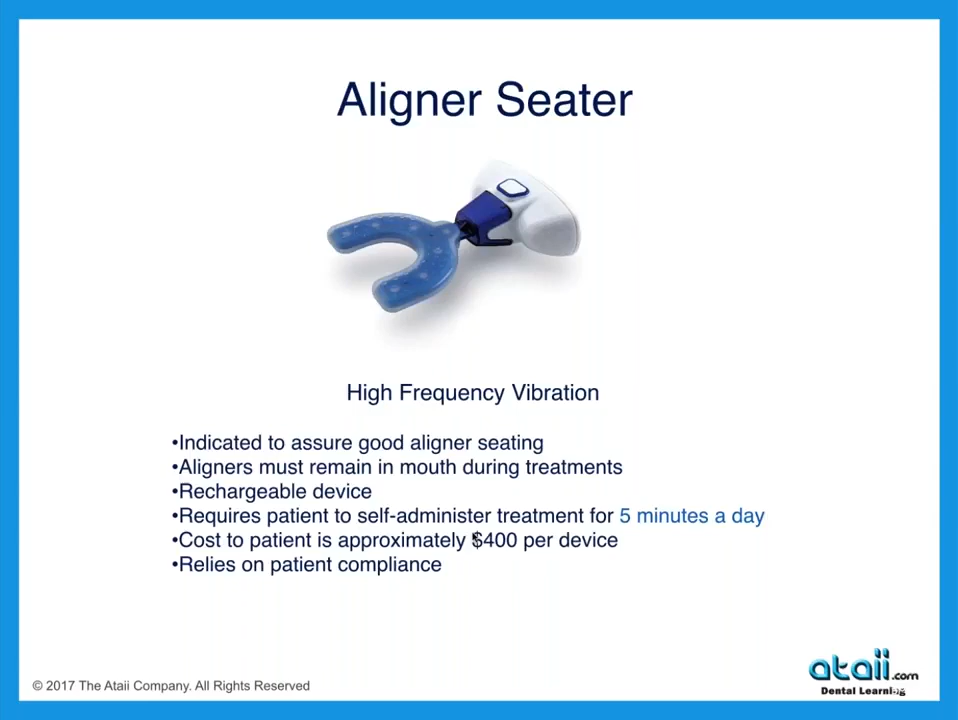 Aligner Seater
High Frequency Vibration
•Indicated to assure good aligner seating
•Aligners must remain in mouth during treatments
•Rechargeable device
•Requires patient to self-administer treatment for 5 minutes a day
•Cost to patient is approximately $400 per device
•Relies on patient compliance
© 2017 The Ataii Company. All Rights Reserved
ataii.com
Dental Learning